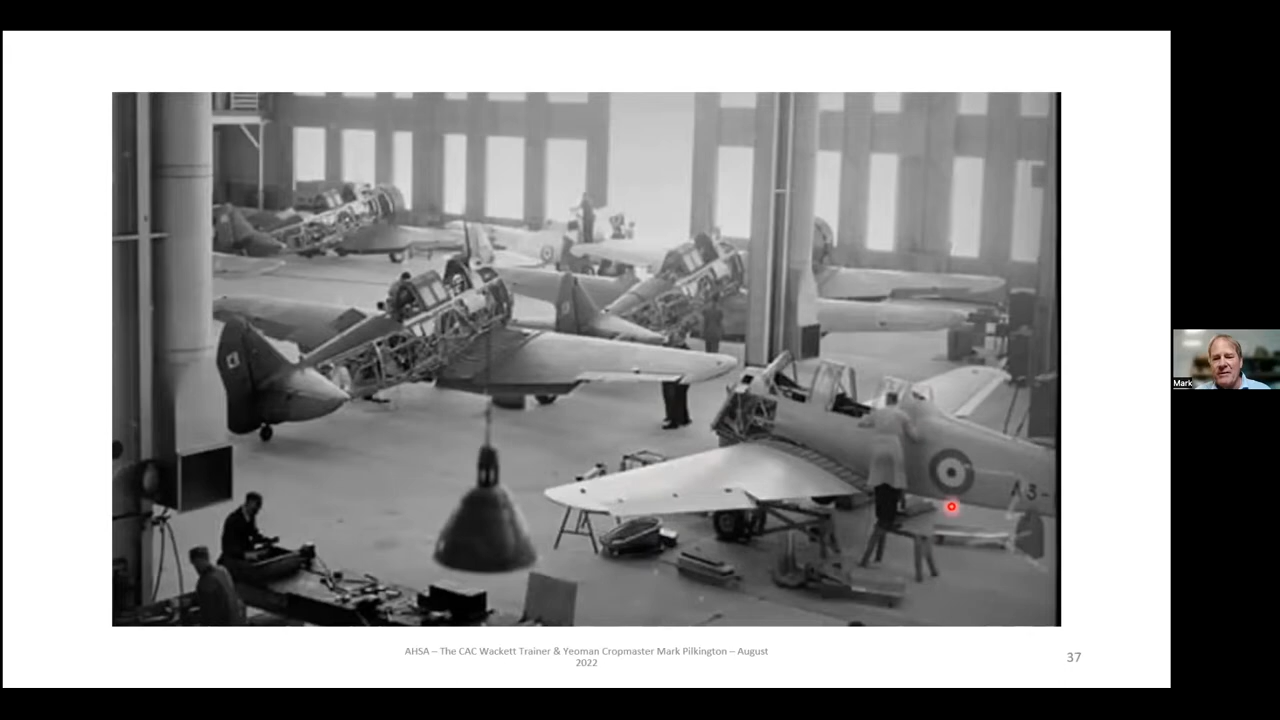 A3-
Mark
AHSA – The CAC Wackett Trainer & Yeoman Cropmaster Mark Pilkington – August
2022
37